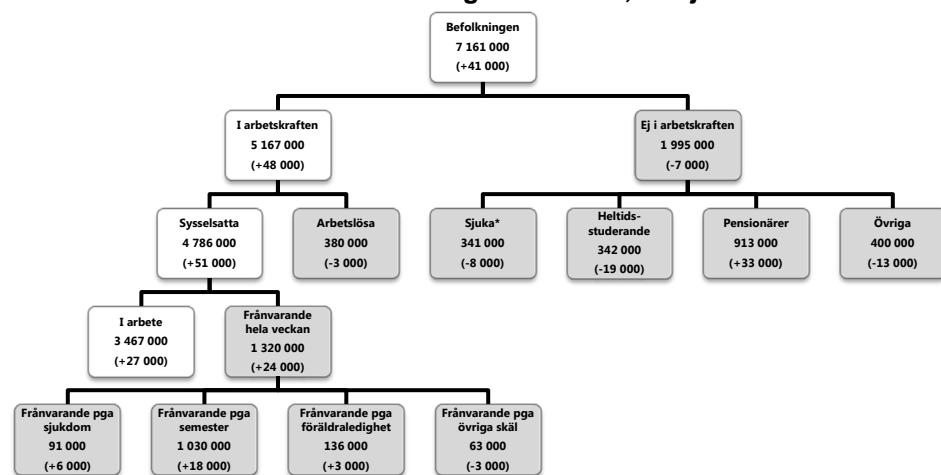 Befolkningen
7 161 000
(+41 000)
I arbetskraften
5 167 000
(+48 000)
Ej i arbetskraften
1 995 000
(-7 000)
Sysselsatta
4 786 000
(+51 000)
Arbetslösa
380 000
(-3 000)
Sjuka*
341 000
(-8 000)
Heltids-
studerande
342 000
(-19 000)
Pensionärer
913 000
(+33 000)
Övriga
400 000
(-13 000)
I arbete
3 467 000
(+27 000)
Frånvarande
hela veckan
1 320 000
(+24 000)
Frånvarande pga
sjukdom
91 000
(+6 000)
Frånvarande pga
semester
1 030 000
(+18 000)
Frånvarande pga
föräldraledighet
136 000
(+3 000)
Frånvarande pga
övriga skäl
63 000
(-3 000)